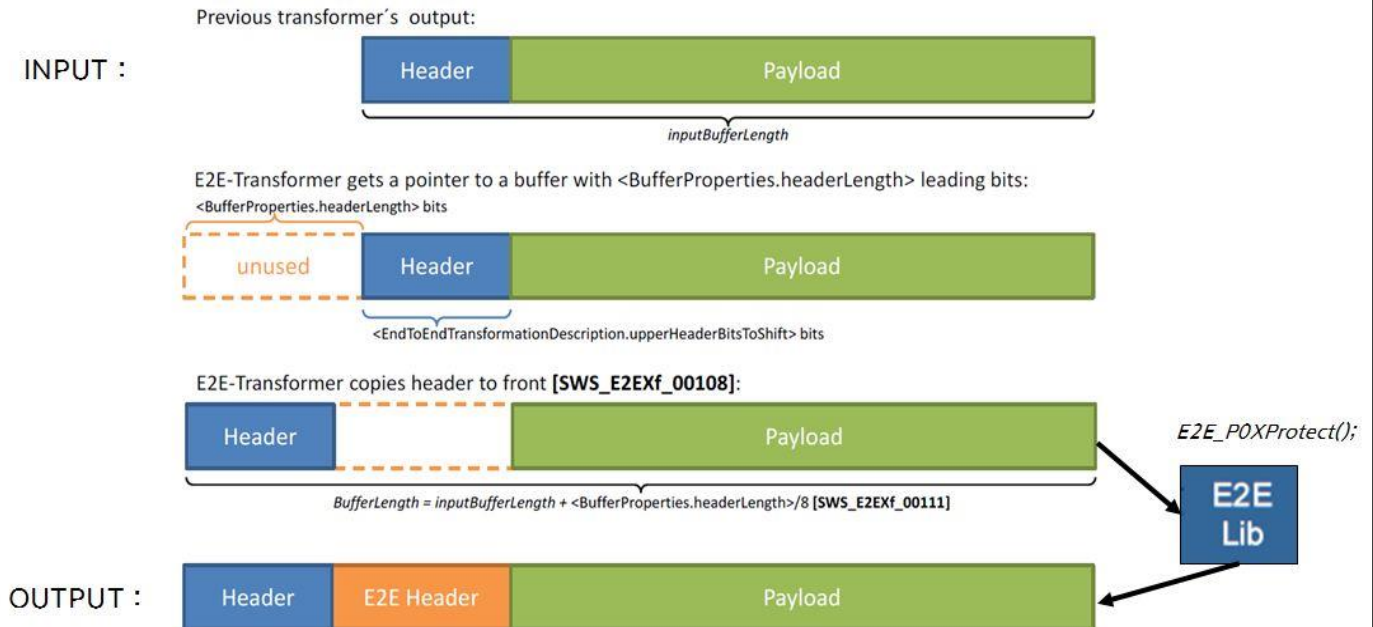 Previous transformer´s output:
INPUT :
Header
Payload
inputBufferLength
E2E-Transformer gets a pointer to a buffer with <BufferProperties.headerLength> leading bits:
<BufferProperties.headerLength> bits
unused
Header
Payload
<EndToEndTransformationDescription.upperHeaderBitsToShift> bits
E2E-Transformer copies header to front [SWS_E2EXf_00108]:
Header
Payload
E2E_P0XProtect();
BufferLength = inputBufferLength + <BufferProperties.headerLength>/8 [SWS_E2EXf_00111]
E2E
Lib
OUTPUT :
Header
E2E Header
Payload